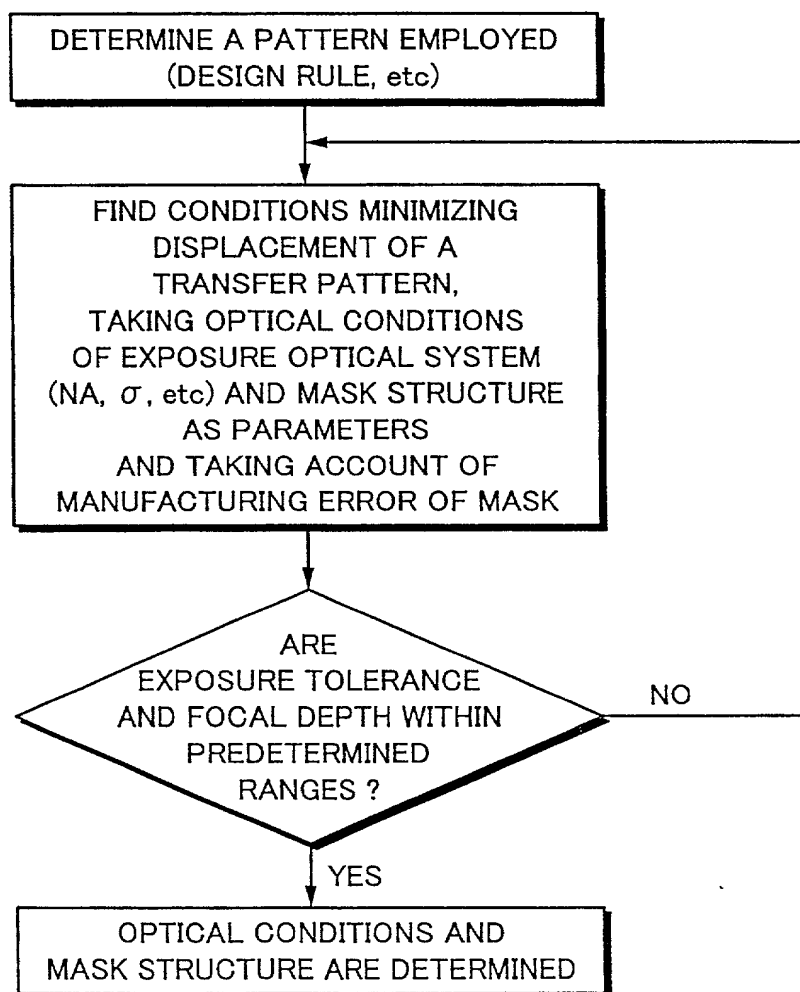 DETERMINE A PATTERN EMPLOYED
(DESIGN RULE, etc)
FIND CONDITIONS MINIMIZING
DISPLACEMENT OF A
TRANSFER PATTERN,
TAKING OPTICAL CONDITIONS
OF EXPOSURE OPTICAL SYSTEM
(NA, σ, etc) AND MASK STRUCTURE
AS PARAMETERS
AND TAKING ACCOUNT OF
MANUFACTURING ERROR OF MASK
ARE
EXPOSURE TOLERANCE
AND FOCAL DEPTH WITHIN
PREDETERMINED
RANGES ?
NO
YES
OPTICAL CONDITIONS AND
MASK STRUCTURE ARE DETERMINED